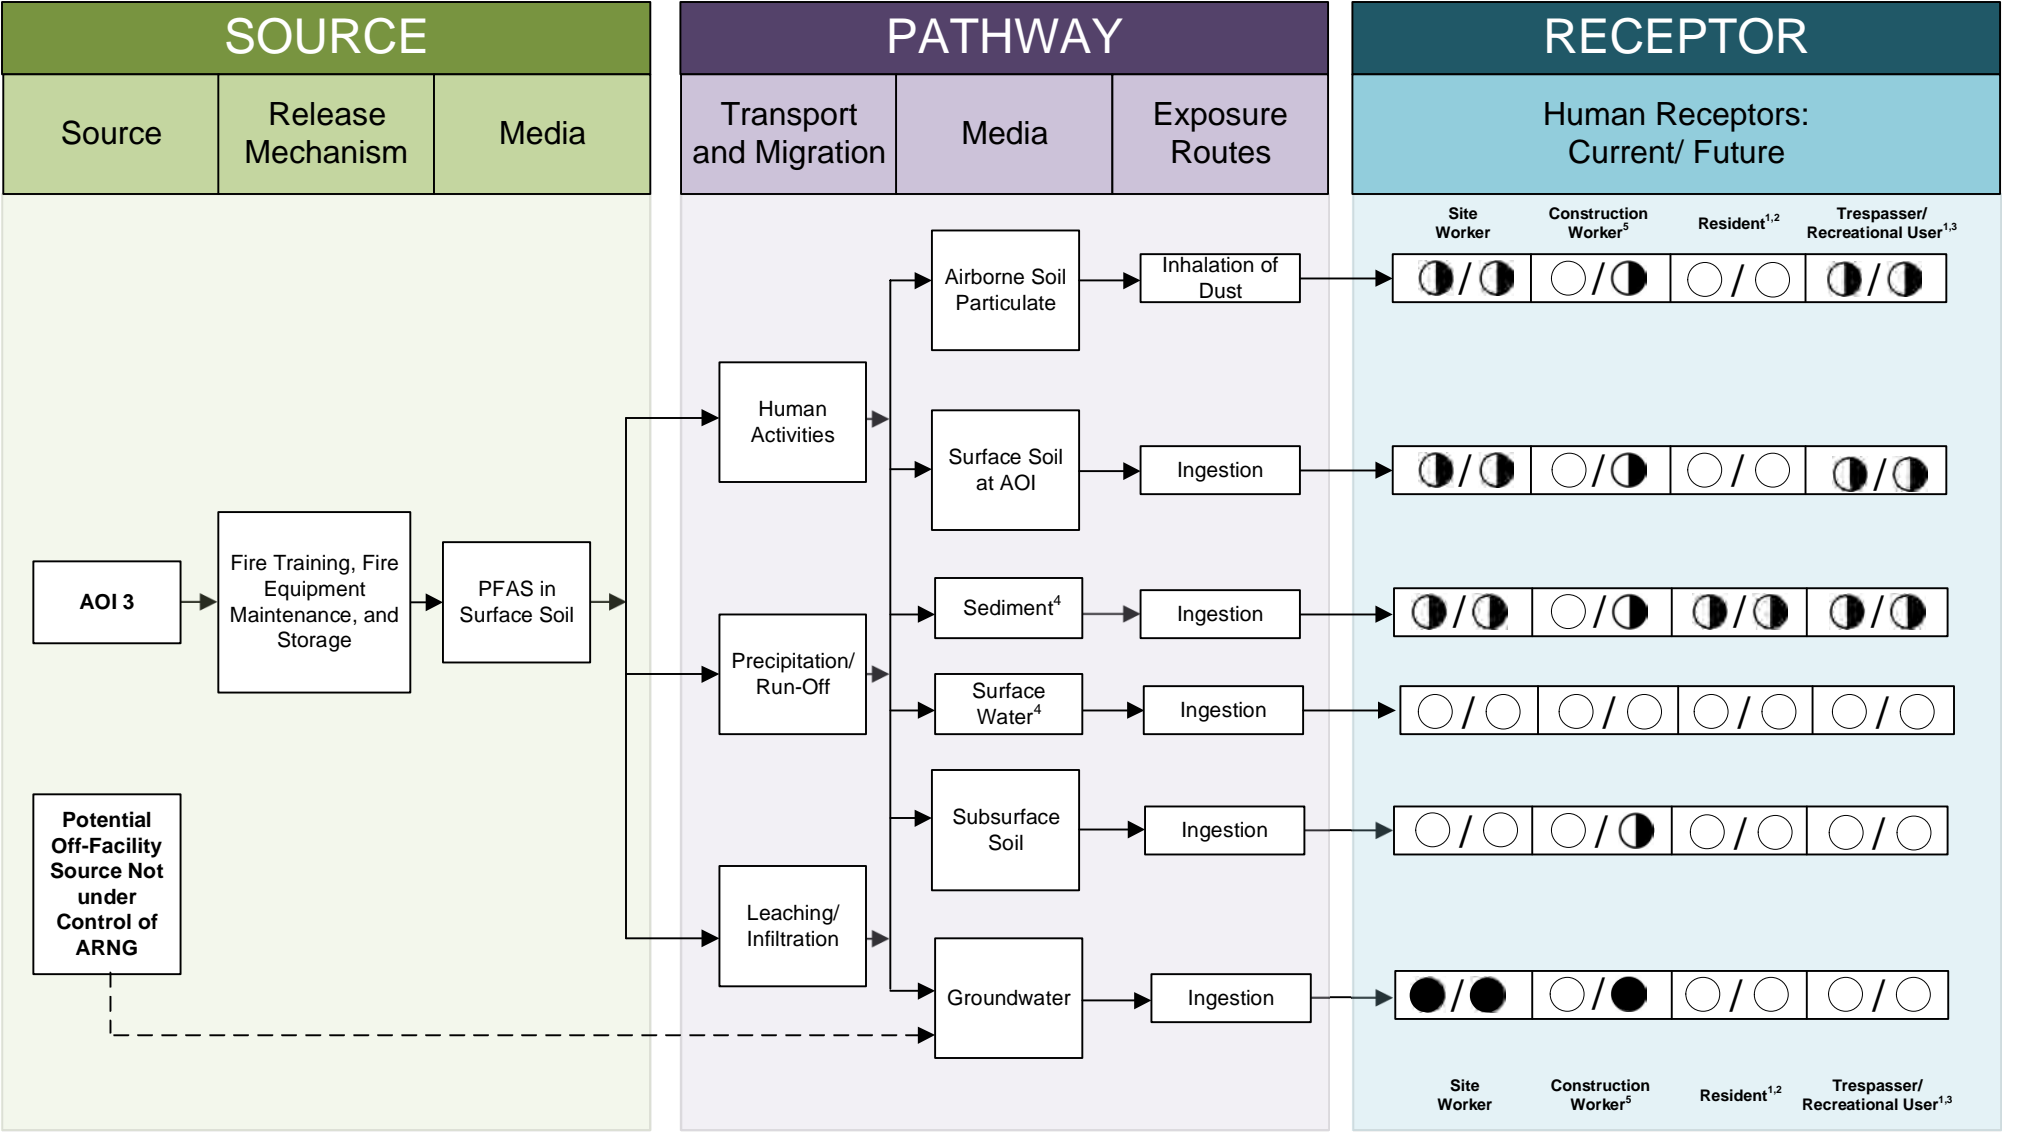 SOURCE
PATHWAY
RECEPTOR
Source
Release
Mechanism
Media
Transport
and Migration
Media
Exposure
Routes
Human Receptors:
Current/ Future
Site
Worker
Construction
Worker5
Resident1,2
Trespasser/
Recreational User1,3
Airborne Soil
Particulate
Inhalation of
Dust
/
/
/
/
Human
Activities
Surface Soil
at AOI
Ingestion
/
/
/
/
AOI 3
Fire Training, Fire
Equipment
Maintenance, and
Storage
PFAS in
Surface Soil
Sediment4
Ingestion
/
/
/
/
Precipitation/
Run-Off
Surface
Water4
Ingestion
/
/
/
/
Potential
Off-Facility
Source Not
under
Control of
ARNG
Subsurface
Soil
Ingestion
/
/
/
/
Leaching/
Infiltration
Groundwater
Ingestion
/
/
/
/
Site
Worker
Construction
Worker5
Resident1,2
Trespasser/
Recreational User1,3